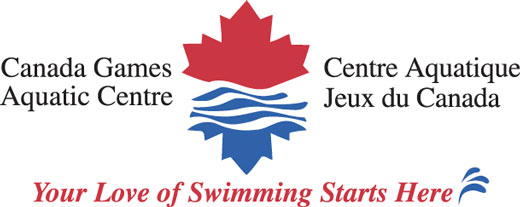 Canada Games
Aquatic Centre
Centre Aquatique
Jeux du Canada
Your Love of Swimming Starts Here